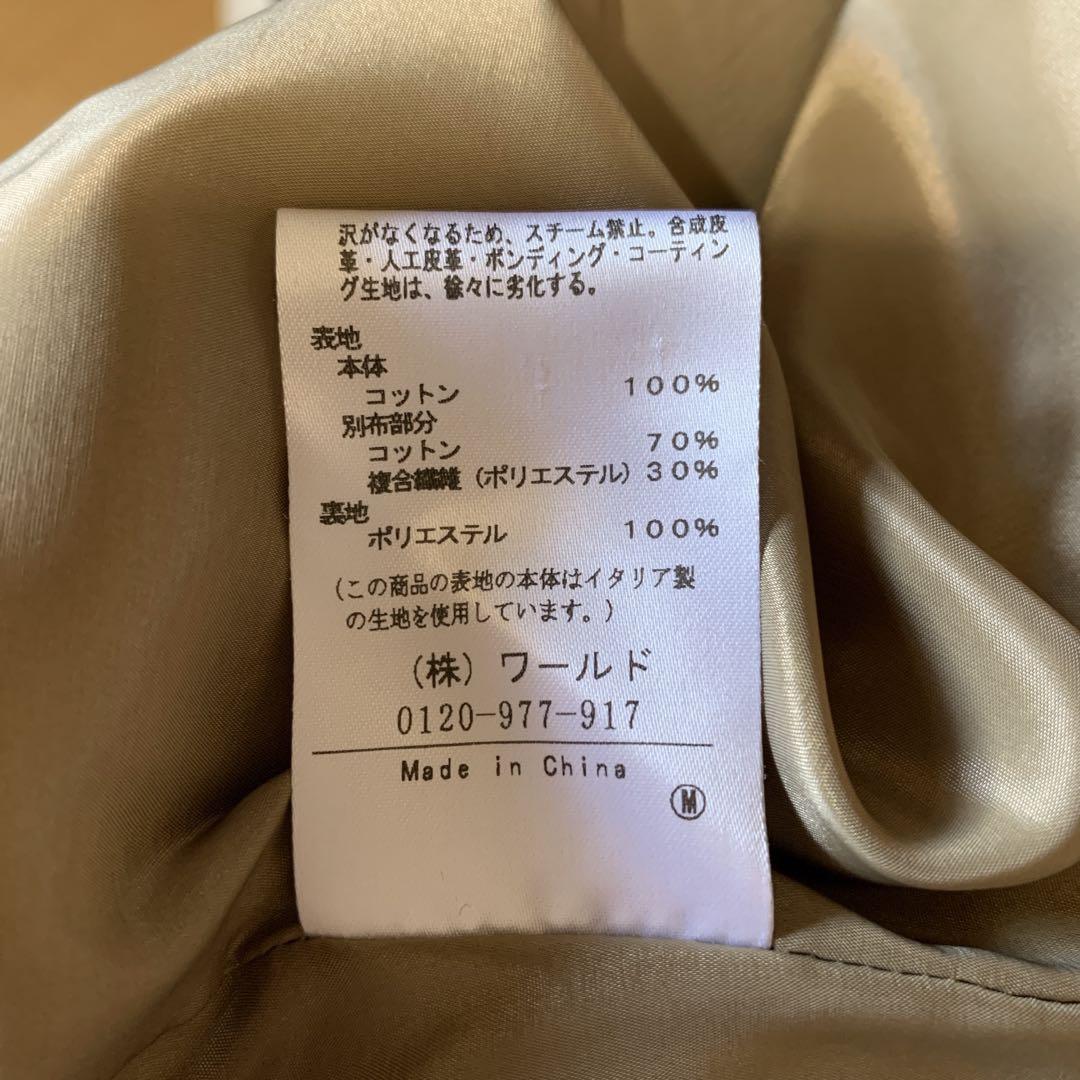 沢がなくなるため、スチーム禁止。合成皮
革・人工皮革・ボンディング・コーティン
グ生地は、徐々に劣化する。
表地
本体
コットン 100%
別布部分
コットン 70%
複合繊維(ポリエステル)30%
裏地
ポリエステル 100%
(この商品の表地の本体はイタリア製
の生地を使用しています。)
(株)ワールド
0120-977-917
Made in China
Ⓜ